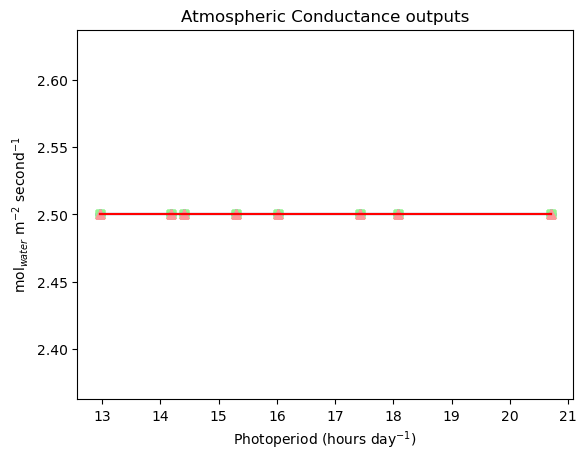 Atmospheric Conductance outputs
2.60
2.55
2.50
2.45
2.40
mol_{water} m^{-2} second^{-1}
13 14 15 16 17 18 19 20 21
Photoperiod (hours day^{-1})